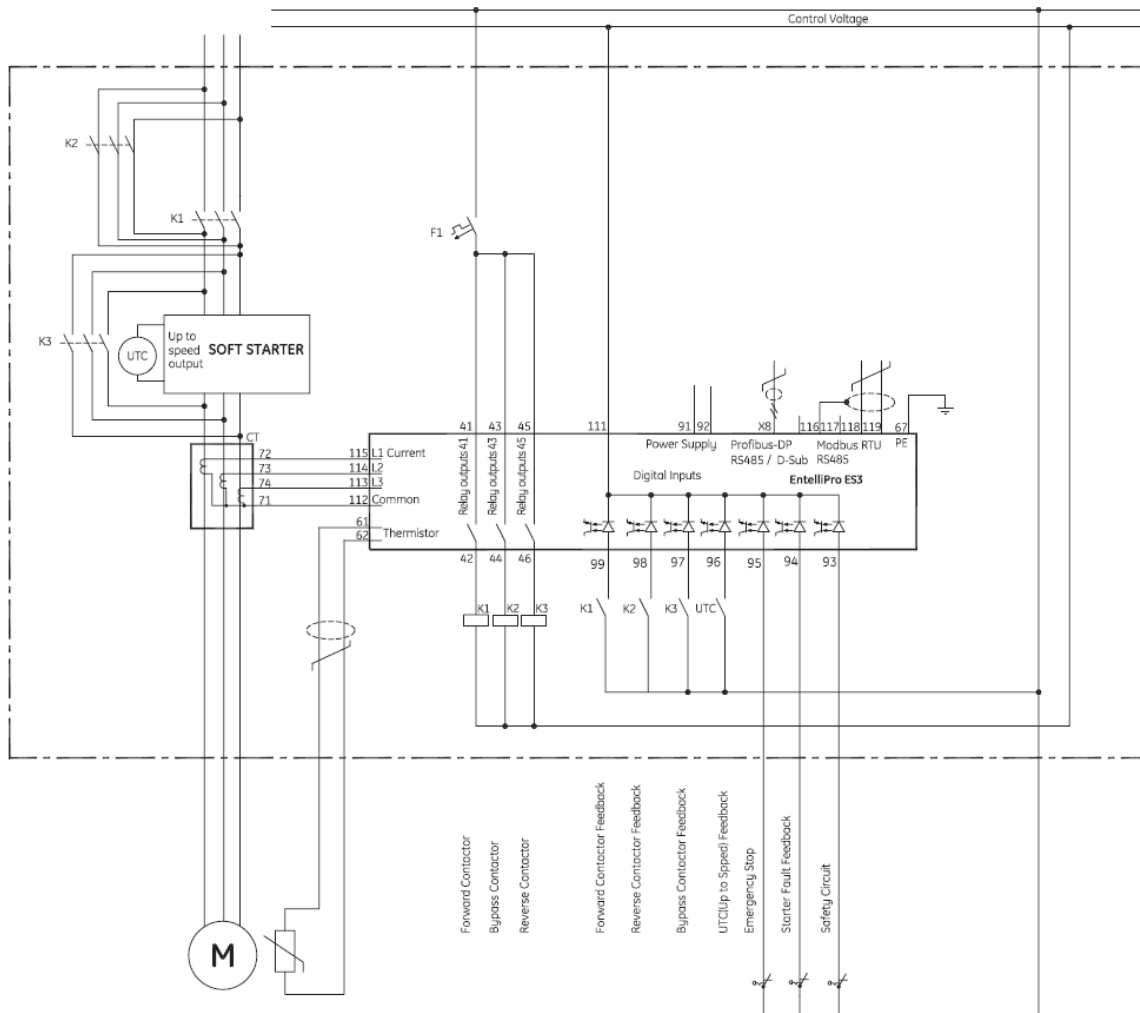 Control Voltage
K2
K1
F1
K3
UTC
Up to
speed
output
SOFT STARTER
CT
72
73
74
71
115 L1 Current
114 L2
113 L3
112 Common
61
62
Thermistor
41
43
45
111
91
92
X8
116
117
118
119
67
PE
Relay outputs 41
Relay outputs 43
Relay outputs 45
Power Supply
Profibus-DP
RS485 / D-Sub
Modbus RTU
RS485
Digital Inputs
EntelliPro ES3
42
44
46
99
98
97
96
95
94
93
K1
K2
K3
K1
K2
K3
UTC
Forward Contactor
Bypass Contactor
Reverse Contactor
Forward Contactor Feedback
Reverse Contactor Feedback
Bypass Contactor Feedback
UTC(Up to Spped) Feedback
Emergency Stop
Starter Fault Feedback
Safety Circuit
M